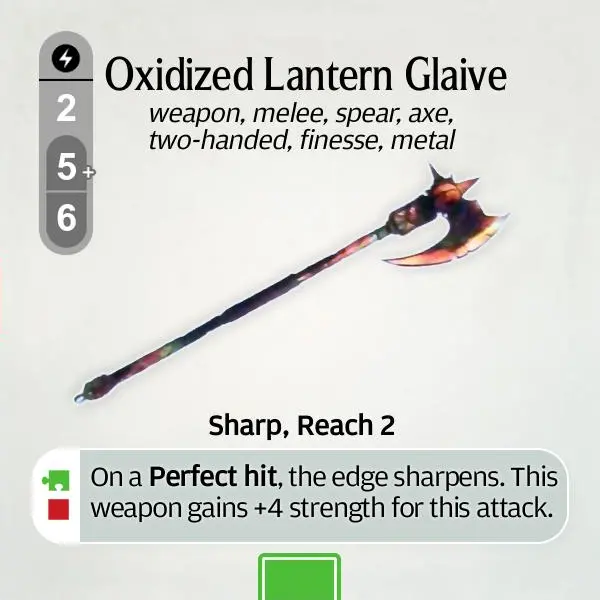 Oxidized Lantern Glaive
weapon, melee, spear, axe,
two-handed, finesse, metal
2
5+
6
Sharp, Reach 2
On a Perfect hit, the edge sharpens. This
weapon gains +4 strength for this attack.